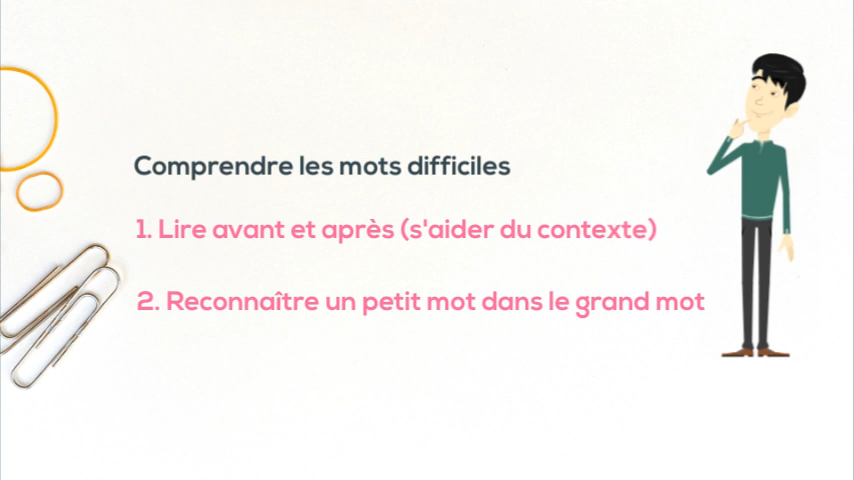 Comprendre les mots difficiles
1. Lire avant et après (s'aider du contexte)
2. Reconnaître un petit mot dans le grand mot